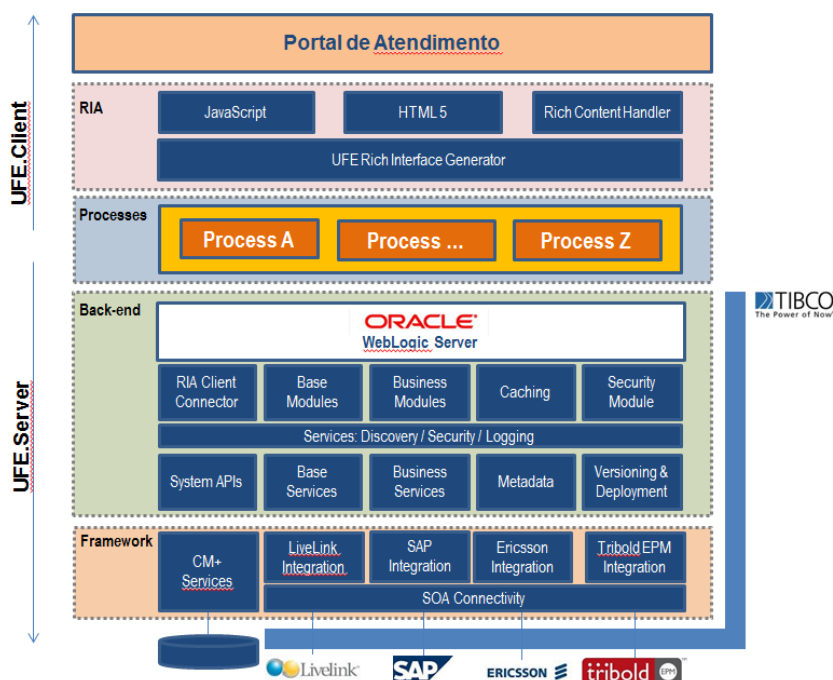 Portal de Atendimento
UFE.Client
RIA
JavaScript
HTML 5
Rich Content Handler
UFE Rich Interface Generator
Processes
Process A
Process ...
Process Z
UFE.Server
Back-end
ORACLE
WebLogic Server
TIBCO
The Power of Now
RIA Client
Connector
Base
Modules
Business
Modules
Caching
Security
Module
Services: Discovery / Security / Logging
System APIs
Base
Services
Business
Services
Metadata
Versioning &
Deployment
Framework
CM+
Services
LiveLink
Integration
SAP
Integration
Ericsson
Integration
Tribold EPM
Integration
SOA Connectivity
Livelink
SAP
ERICSSON
tribold EPM